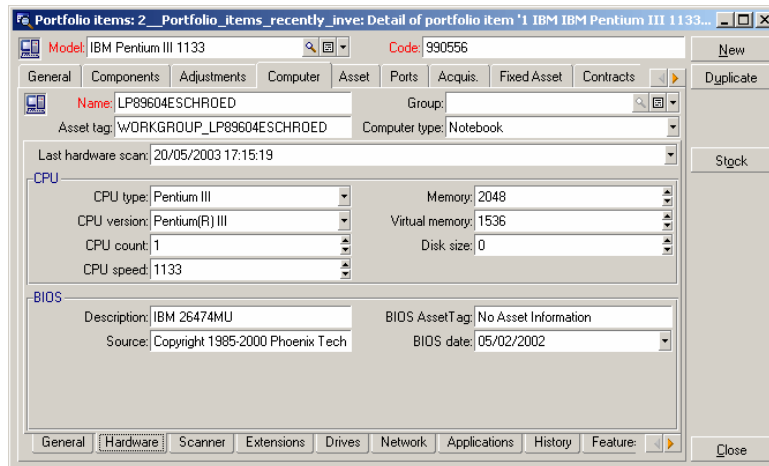 Portfolio items: 2__Portfolio_items_recently_inve: Detail of portfolio item '1 IBM IBM Pentium III 1133...
Model: IBM Pentium III 1133 Code: 990556 New
General Components Adjustments Computer Asset Ports Acquis. Fixed Asset Contracts Duplicate
Name: LP89604ESCHROED Group:
Asset tag: WORKGROUP_LP89604ESCHROED Computer type: Notebook
Last hardware scan: 20/05/2003 17:15:19 Stock
CPU
CPU type: Pentium III Memory: 2048
CPU version: Pentium(R) III Virtual memory: 1536
CPU count: 1 Disk size: 0
CPU speed: 1133
BIOS
Description: IBM 26474MU BIOS AssetTag: No Asset Information
Source: Copyright 1985-2000 Phoenix Tech BIOS date: 05/02/2002
General Hardware Scanner Extensions Drives Network Applications History Feature: Close